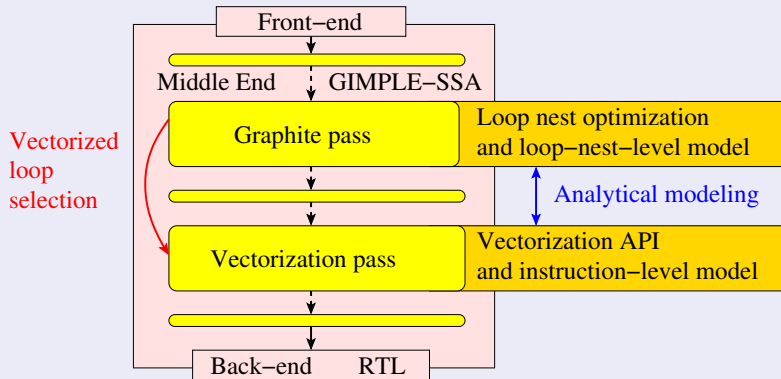 Front−end
Middle End GIMPLE−SSA
Vectorized
loop
selection
Graphite pass
Loop nest optimization
and loop−nest−level model
Analytical modeling
Vectorization pass
Vectorization API
and instruction−level model
Back−end RTL